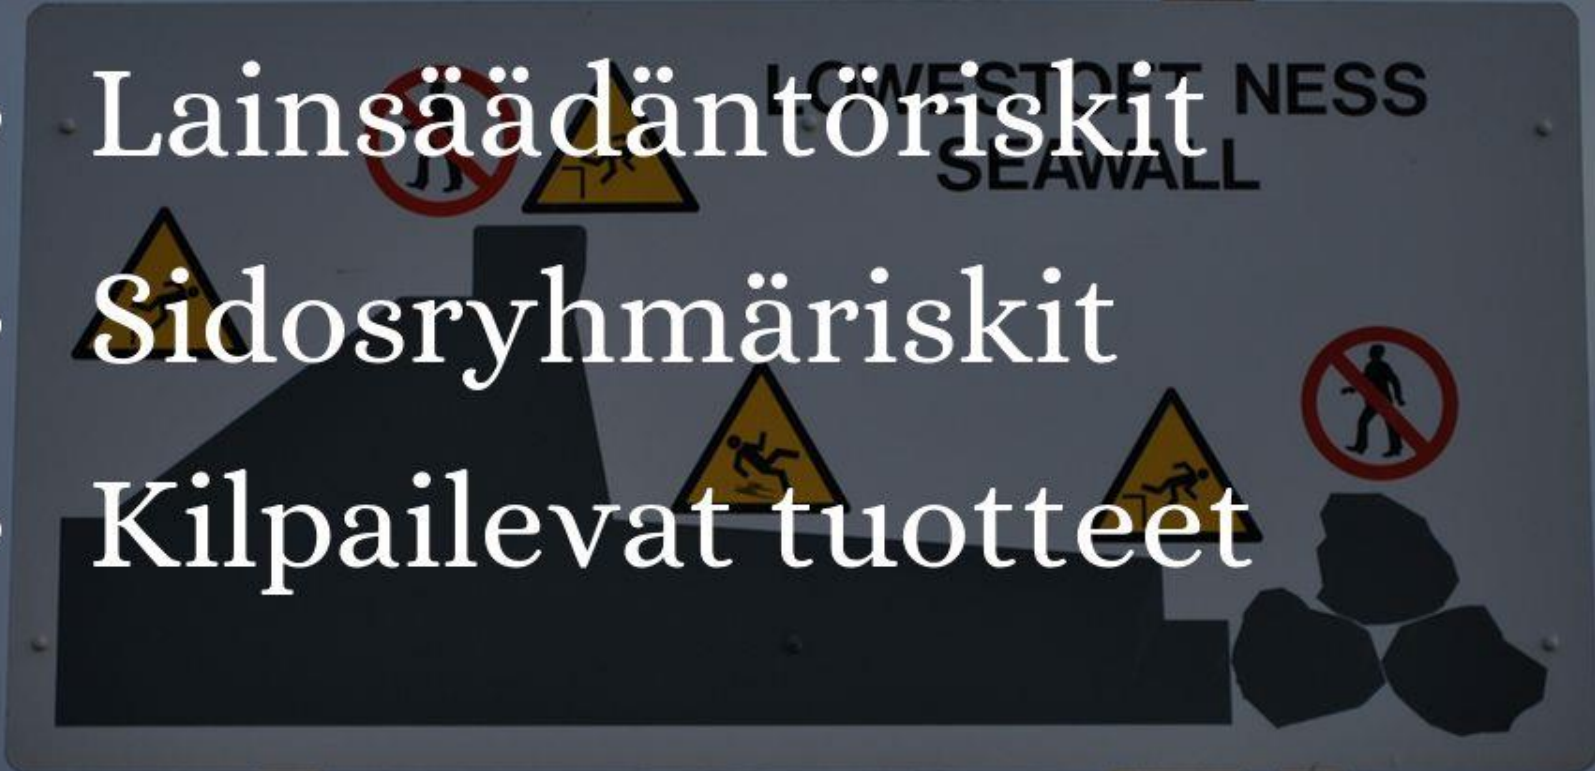 • Lainsäädäntöriskit
LOWESTOFT NESS
SEAWALL
• Sidosryhmäriskit
• Kilpailevat tuotteet